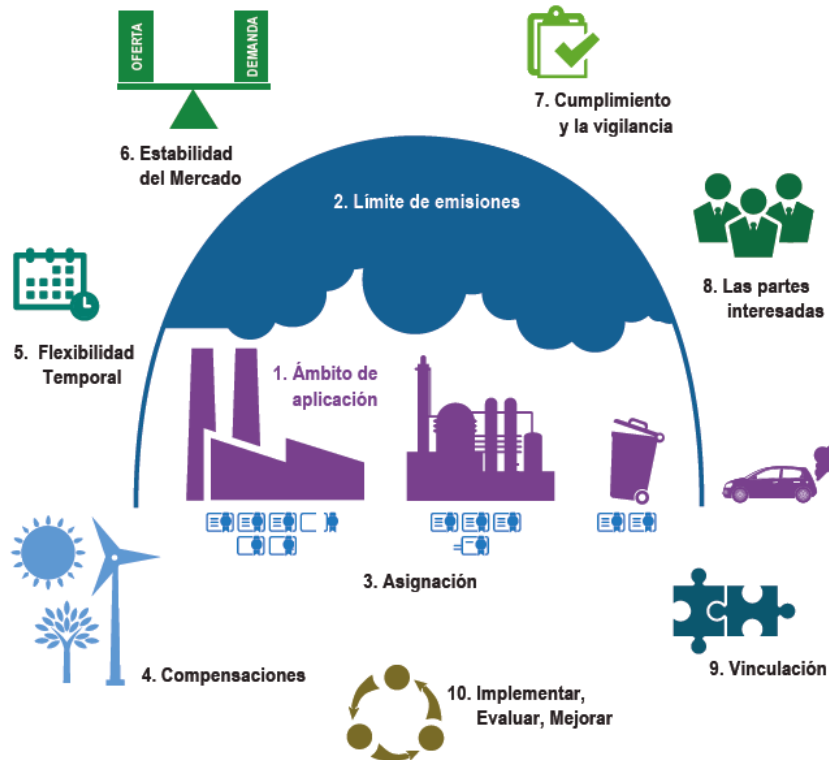 OFERTA
DEMANDA
6. Estabilidad
del Mercado
7. Cumplimiento
y la vigilancia
2. Límite de emisiones
8. Las partes
interesadas
5. Flexibilidad
Temporal
1. Ámbito de
aplicación
3. Asignación
4. Compensaciones
9. Vinculación
10. Implementar,
Evaluar, Mejorar